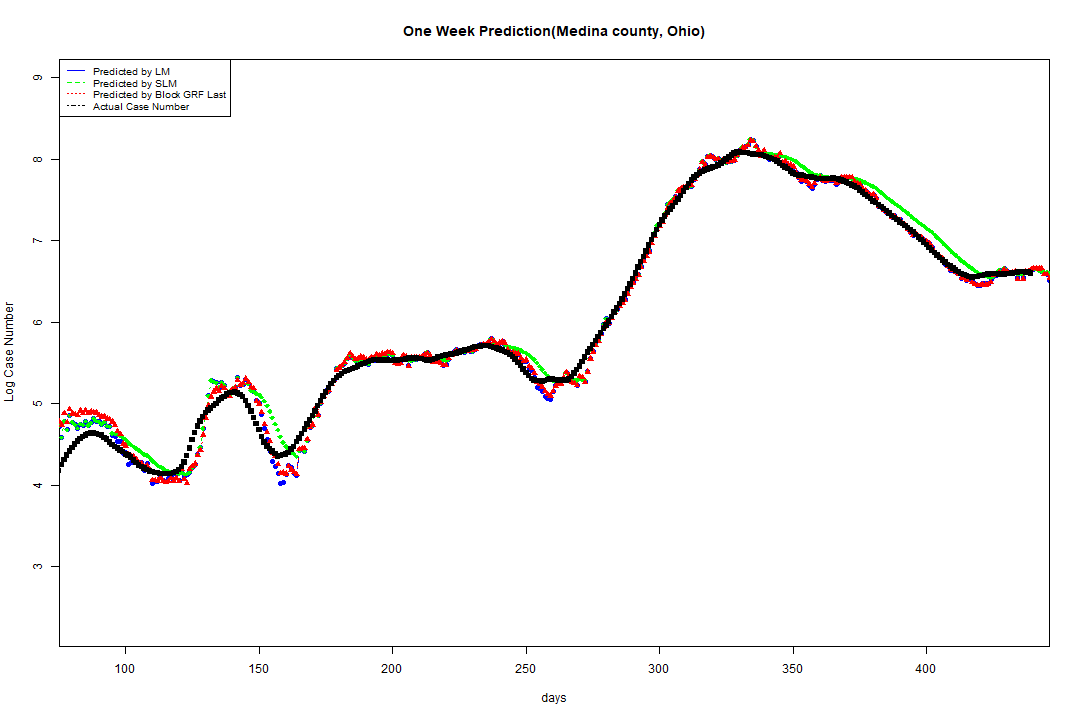 One Week Prediction(Medina county, Ohio)
Predicted by LM
Predicted by SLM
Predicted by Block GRF Last
Actual Case Number
9
8
7
6
5
4
3
Log Case Number
100 150 200 250 300 350 400
days